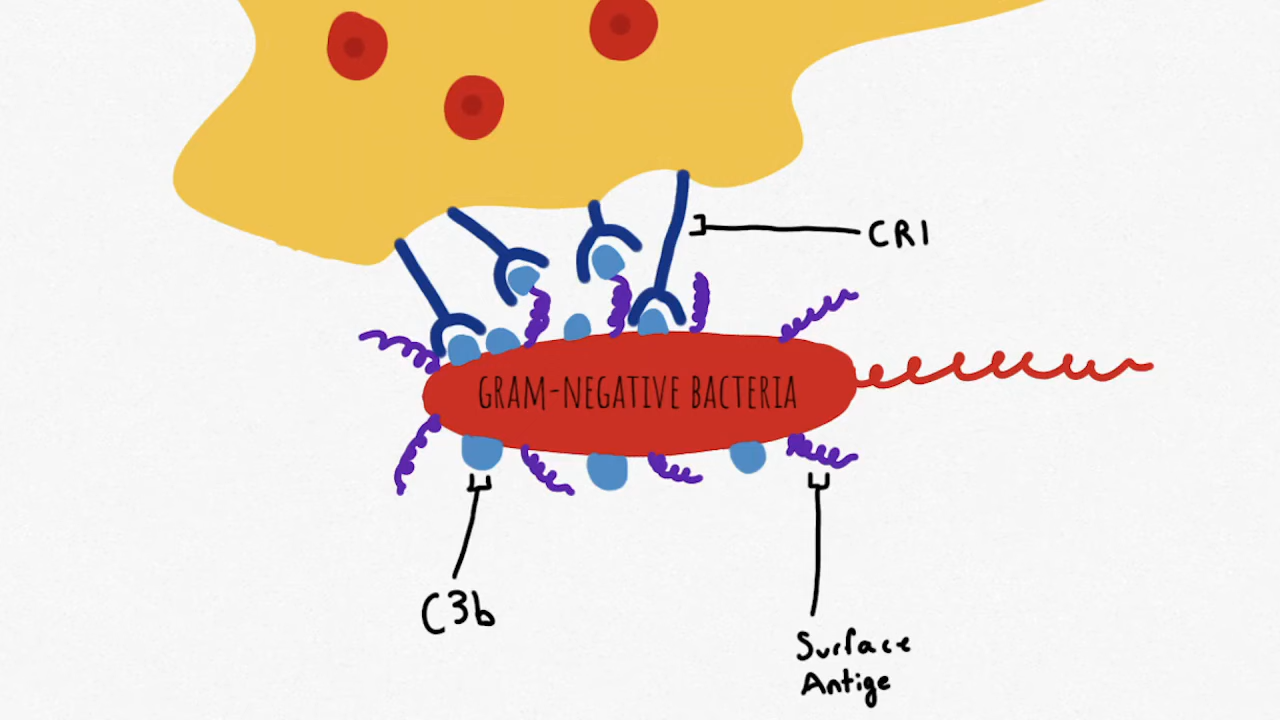 CR1
GRAM-NEGATIVE BACTERIA
C3b
Surface
Antige